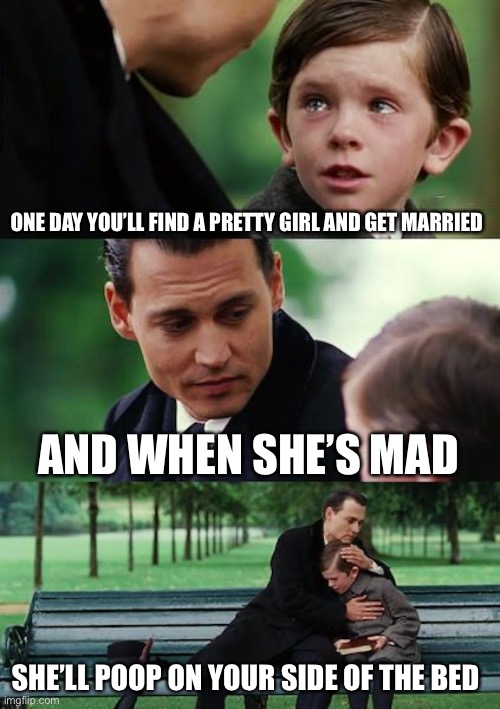 ONE DAY YOU'LL FIND A PRETTY GIRL AND GET MARRIED
AND WHEN SHE'S MAD
SHE'LL POOP ON YOUR SIDE OF THE BED
imgflip.com